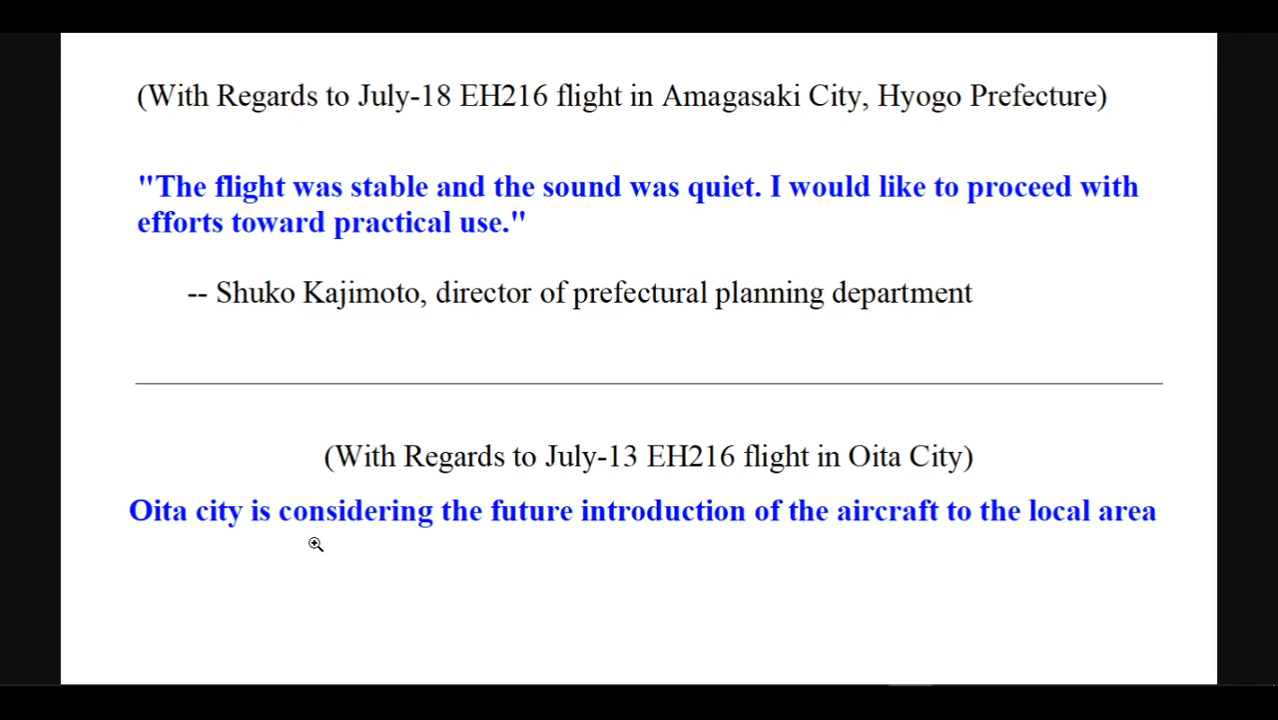 (With Regards to July-18 EH216 flight in Amagasaki City, Hyogo Prefecture)
"The flight was stable and the sound was quiet. I would like to proceed with
efforts toward practical use."
-- Shuko Kajimoto, director of prefectural planning department
(With Regards to July-13 EH216 flight in Oita City)
Oita city is considering the future introduction of the aircraft to the local area